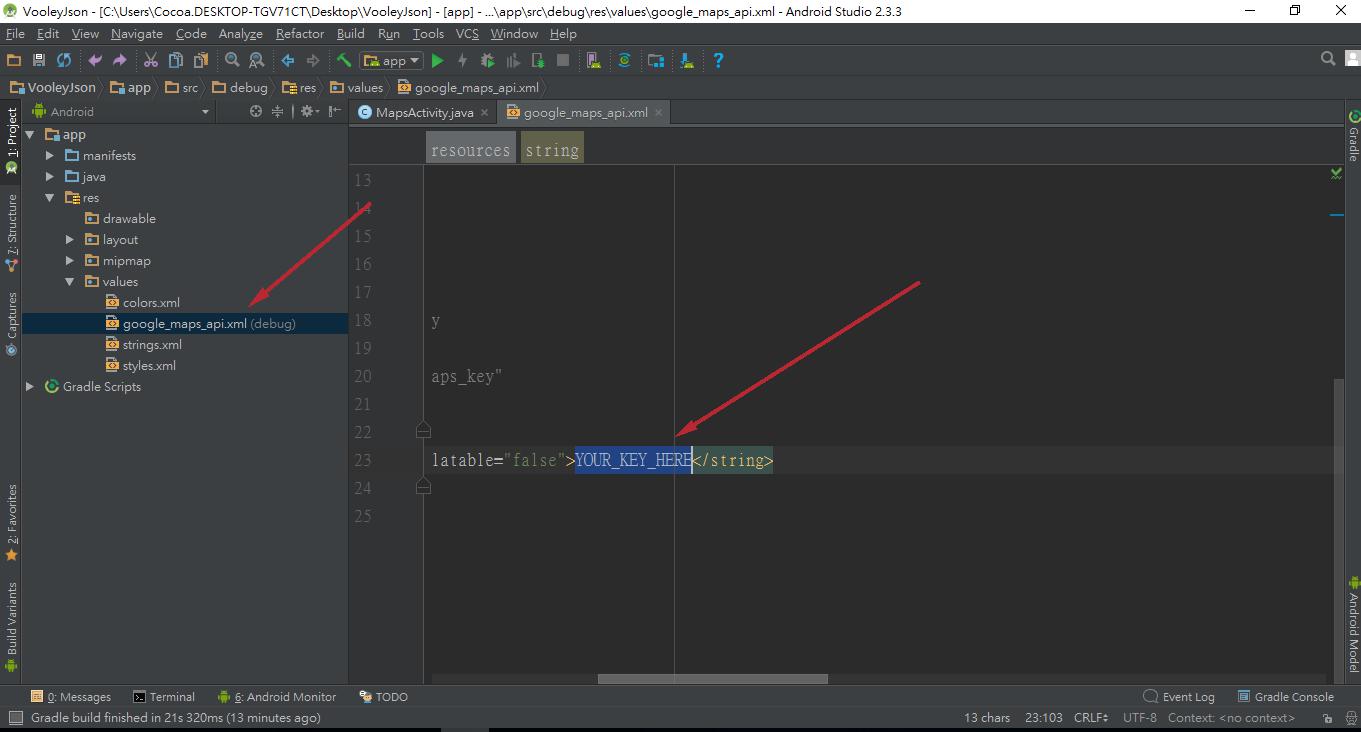 VooleyJson - [C:\Users\Cocoa.DESKTOP-TGV71CT\Desktop\VooleyJson] - [app] - ...\app\src\debug\res\values\google_maps_api.xml - Android Studio 2.3.3
File Edit View Navigate Code Analyze Refactor Build Run Tools VCS Window Help
app
VooleyJson app src debug res values google_maps_api.xml
1: Project
7: Structure
Captures
2: Favorites
Build Variants
Android
app
manifests
java
res
drawable
layout
mipmap
values
colors.xml
google_maps_api.xml (debug)
strings.xml
styles.xml
Gradle Scripts
MapsActivity.java google_maps_api.xml
resources string
13
14
15
16
17
18 y
19
20 aps_key"
21
22
23 latable="false">YOUR_KEY_HERE</string>
24
25
Gradle
Android Model
0: Messages Terminal 6: Android Monitor TODO Event Log Gradle Console
Gradle build finished in 21s 320ms (13 minutes ago) 13 chars 23:103 CRLF UTF-8 Context: <no context>